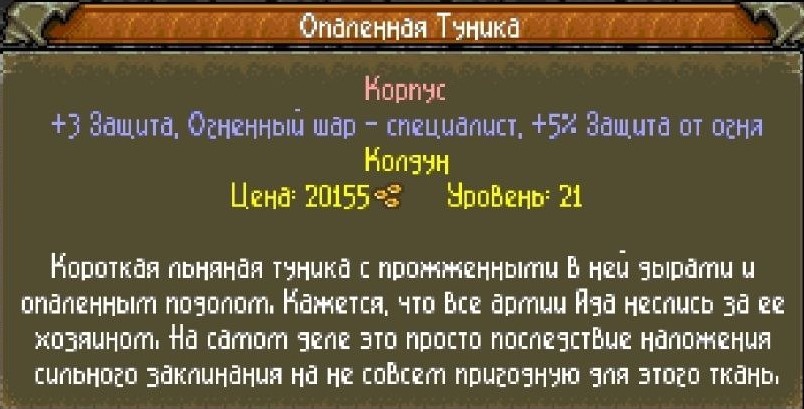 Опаленная Туника
Корпус
+3 Защита, Огненный шар - специалист, +5% Защита от огня
Колдун
Цена: 20155 Уровень: 21
Короткая льняная туника с прожженными в ней дырами и
опаленным подолом. Кажется, что все армии Ада неслись за ее
хозяином. На самом деле это просто последствие наложения
сильного заклинания на не совсем пригодную для этого ткань.